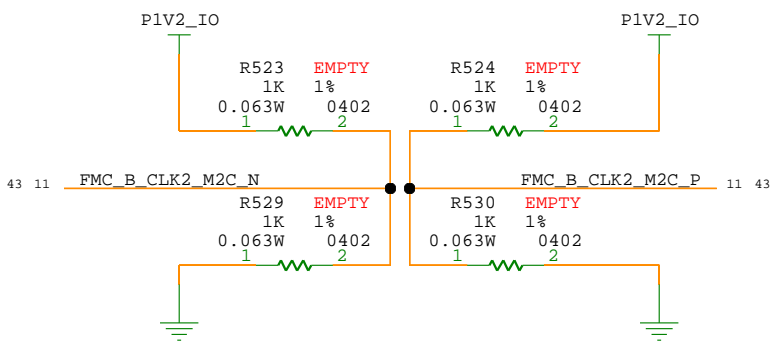 P1V2_IO P1V2_IO
R523 EMPTY R524 EMPTY
1K 1% 1K 1%
0.063W 0402 0.063W 0402
1 2 1 2
43 11 FMC_B_CLK2_M2C_N FMC_B_CLK2_M2C_P 11 43
R529 EMPTY R530 EMPTY
1K 1% 1K 1%
0.063W 0402 0.063W 0402
1 2 1 2